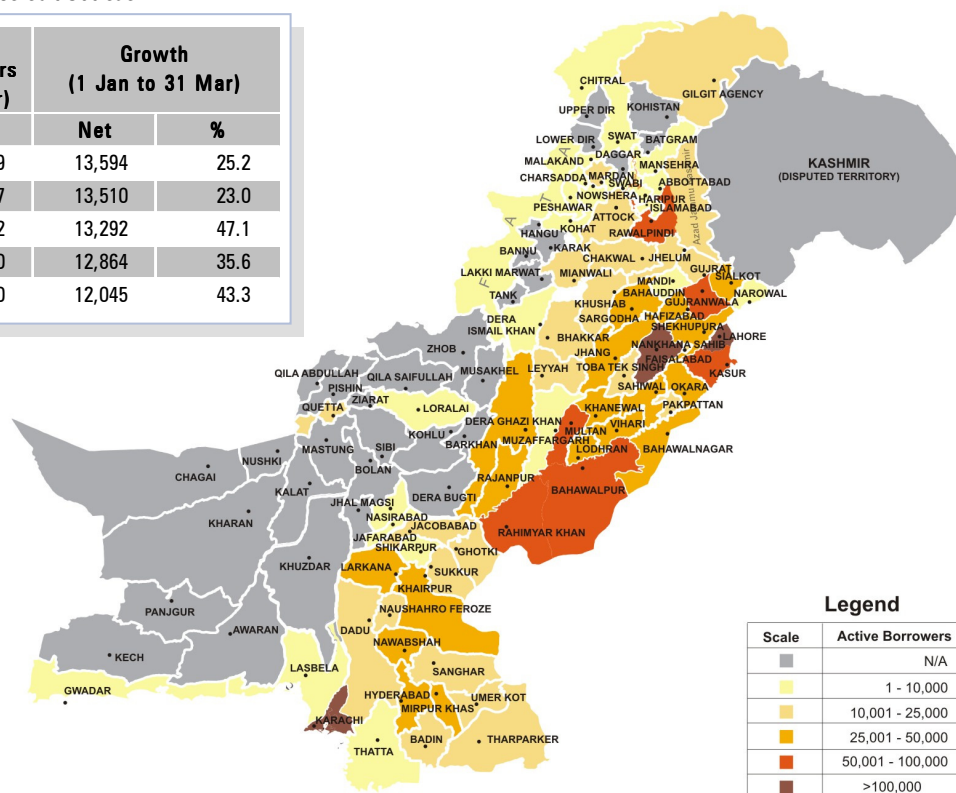 Growth
(1 Jan to 31 Mar)
Net %
13,594 25.2
13,510 23.0
13,292 47.1
12,864 35.6
12,045 43.3
CHITRAL
GILGIT AGENCY
UPPER DIR
KOHISTAN
LOWER DIR
SWAT
BATGRAM
DAGGAR
MALAKAND
MANSEHRA
CHARSADDA
MARDAN
SWABI
ABBOTTABAD
NOWSHERA
HARIPUR
PESHAWAR
ISLAMABAD
ATTOCK
KOHAT
RAWALPINDI
HANGU
F A T A
Azad Jammu Kashmir
KASHMIR
(DISPUTED TERRITORY)
BANNU
KARAK
CHAKWAL
JHELUM
LAKKI MARWAT
MIANWALI
GUJRAT
SIALKOT
TANK
MANDI
BAHAUDDIN
NAROWAL
KHUSHAB
GUJRANWALA
DERA
ISMAIL KHAN
SARGODHA
HAFIZABAD
SHEKHUPURA
BHAKKAR
NANKHANA SAHIB
LAHORE
ZHOB
JHANG
FAISALABAD
QILA ABDULLAH
QILA SAIFULLAH
MUSAKHEL
LEYYAH
TOBA TEK SINGH
KASUR
PISHIN
SAHIWAL
OKARA
ZIARAT
QUETTA
LORALAI
DERA GHAZI KHAN
KHANEWAL
PAKPATTAN
KOHLU
BARKHAN
MUZAFFARGARH
MULTAN
VIHARI
MASTUNG
SIBI
LODHRAN
BAHAWALNAGAR
NUSHKI
BOLAN
CHAGAI
RAJANPUR
KALAT
DERA BUGTI
BAHAWALPUR
JHAL MAGSI
KHARAN
NASIRABAD
JACOBABAD
RAHIMYAR KHAN
JAFARABAD
SHIKARPUR
GHOTKI
KHUZDAR
LARKANA
SUKKUR
KHAIRPUR
PANJGUR
NAUSHAHRO FEROZE
AWARAN
DADU
NAWABSHAH
KECH
LASBELA
SANGHAR
GWADAR
HYDERABAD
UMER KOT
MIRPUR KHAS
KARACHI
THATTA
BADIN
THARPARKER
Legend
Scale Active Borrowers
N/A
1 - 10,000
10,001 - 25,000
25,001 - 50,000
50,001 - 100,000
>100,000